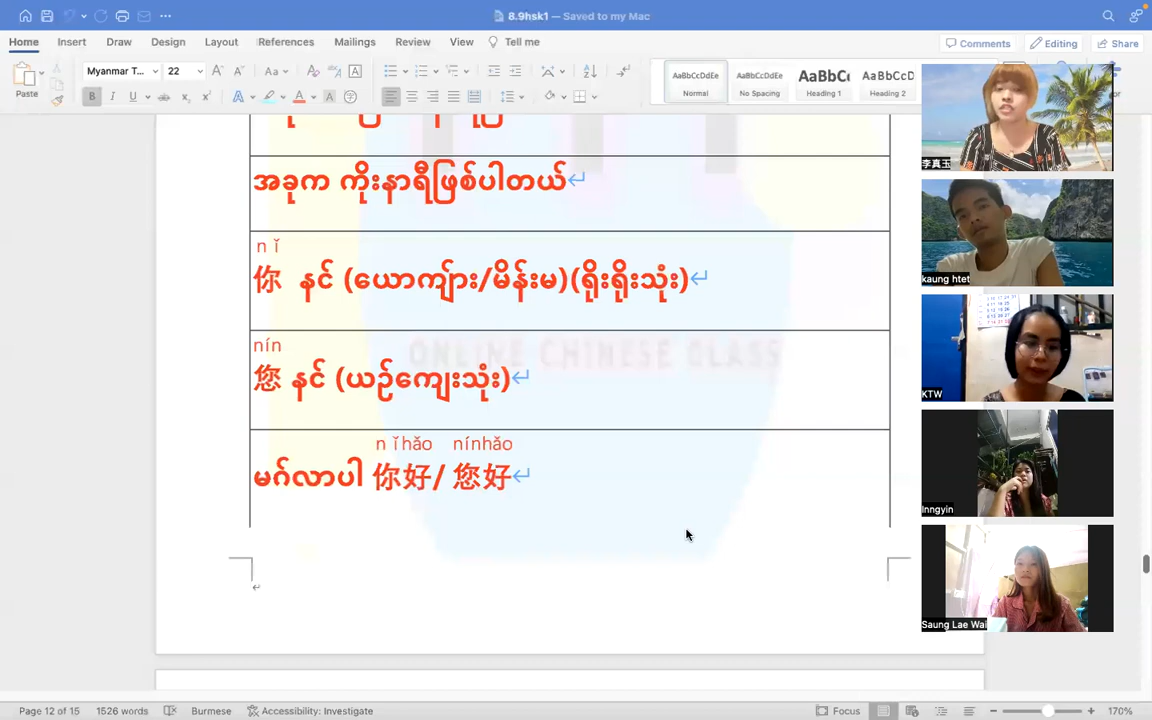 8.9hsk1 — Saved to my Mac
Home Insert Draw Design Layout References Mailings Review View Tell me
Comments Editing Share
Paste
Myanmar T... 22
AaBbCcDdEe AaBbCcDdEe AaBbC AaBbCcD
Normal No Spacing Heading 1 Heading 2
အခုက ကိုးနာရီဖြစ်ပါတယ်
nǐ
你 နင် (ယောကျ်ား/မိန်းမ)(ရိုးရိုးသုံး)
nín
您 နင် (ယဉ်ကျေးသုံး)
nǐhǎo nínhǎo
မင်္ဂလာပါ 你好/ 您好
ONLINE CHINESE CLASS
李真玉
kaung htet
KTW
Inngyin
Saung Lae Wai
Page 12 of 15 1526 words Burmese Accessibility: Investigate Focus 170%